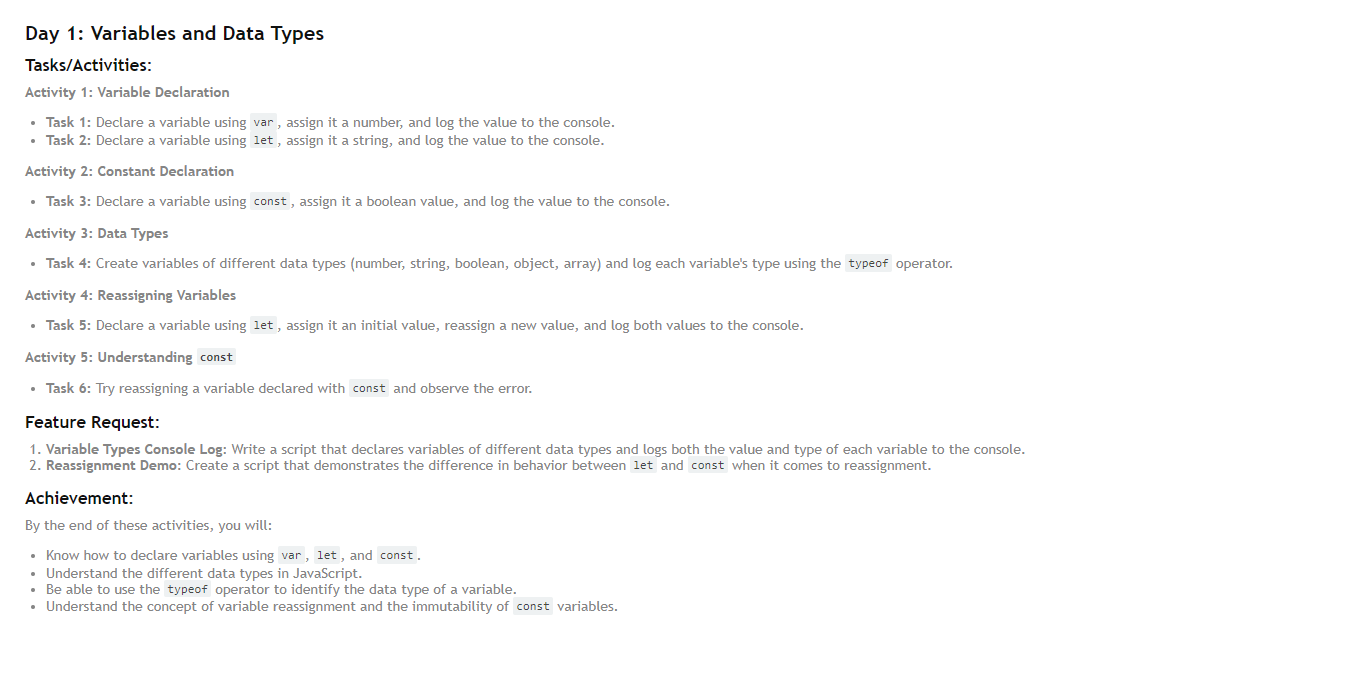 Day 1: Variables and Data Types
Tasks/Activities:
Activity 1: Variable Declaration
• Task 1: Declare a variable using var, assign it a number, and log the value to the console.
• Task 2: Declare a variable using let, assign it a string, and log the value to the console.
Activity 2: Constant Declaration
• Task 3: Declare a variable using const, assign it a boolean value, and log the value to the console.
Activity 3: Data Types
• Task 4: Create variables of different data types (number, string, boolean, object, array) and log each variable's type using the typeof operator.
Activity 4: Reassigning Variables
• Task 5: Declare a variable using let, assign it an initial value, reassign a new value, and log both values to the console.
Activity 5: Understanding const
• Task 6: Try reassigning a variable declared with const and observe the error.
Feature Request:
1. Variable Types Console Log: Write a script that declares variables of different data types and logs both the value and type of each variable to the console.
2. Reassignment Demo: Create a script that demonstrates the difference in behavior between let and const when it comes to reassignment.
Achievement:
By the end of these activities, you will:
• Know how to declare variables using var, let, and const.
• Understand the different data types in JavaScript.
• Be able to use the typeof operator to identify the data type of a variable.
• Understand the concept of variable reassignment and the immutability of const variables.